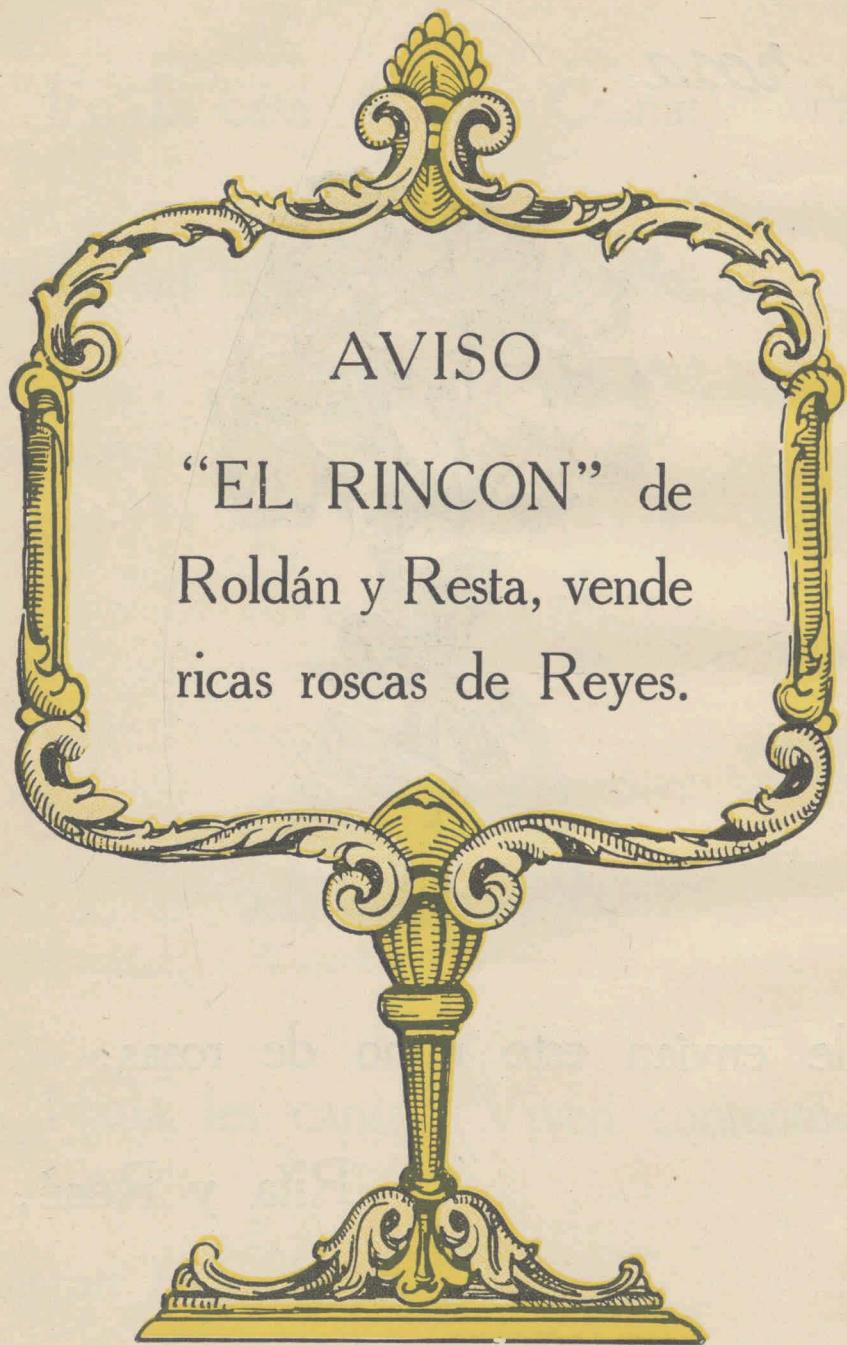 AVISO
“EL RINCON” de
Roldán y Resta, vende
ricas roscas de Reyes.